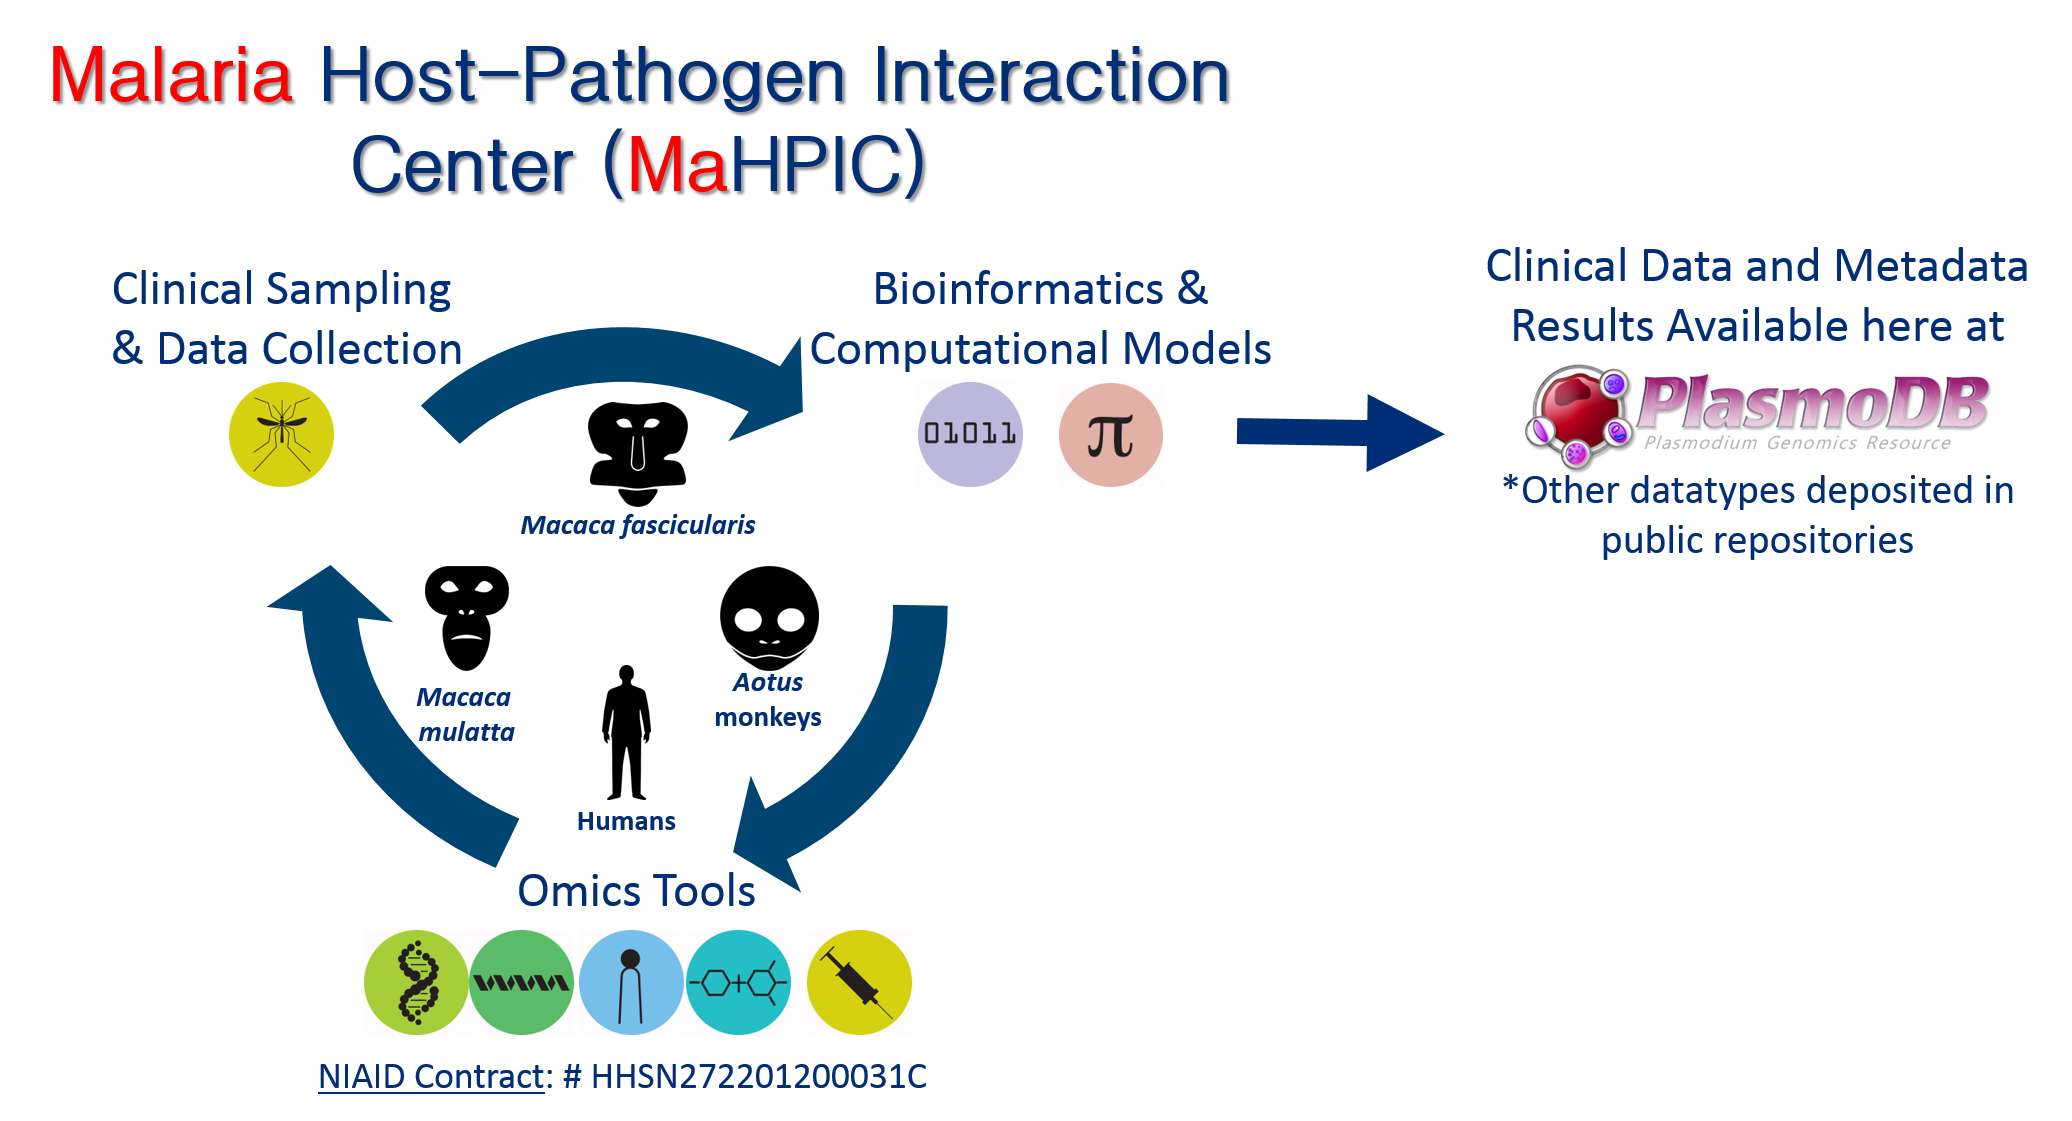 Malaria Host-Pathogen Interaction
Center (MaHPIC)
Clinical Sampling
& Data Collection
Bioinformatics &
Computational Models
01011
π
Clinical Data and Metadata
Results Available here at
PlasmoDB
Plasmodium Genomics Resource
*Other datatypes deposited in
public repositories
Macaca fascicularis
Macaca
mulatta
Aotus
monkeys
Humans
Omics Tools
NIAID Contract: # HHSN272201200031C